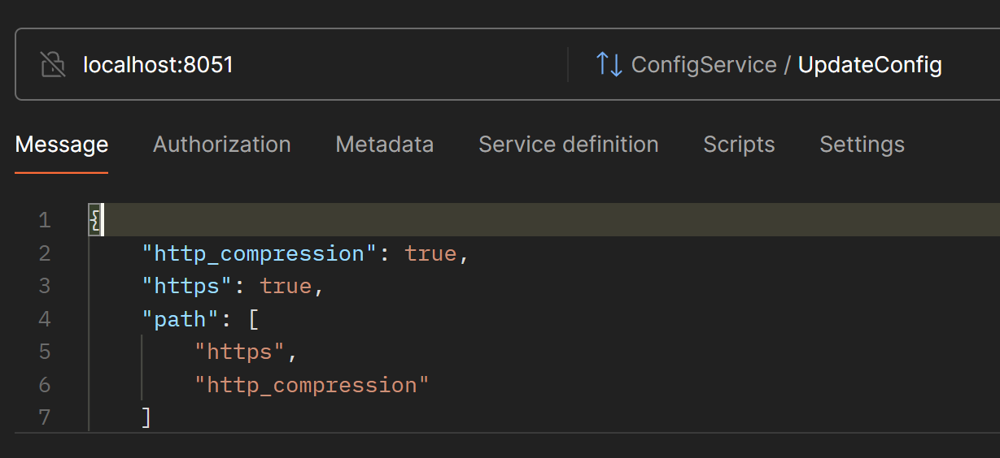 localhost:8051 ConfigService / UpdateConfig
Message Authorization Metadata Service definition Scripts Settings
1 {
2 "http_compression": true,
3 "https": true,
4 "path": [
5 "https",
6 "http_compression"
7 ]